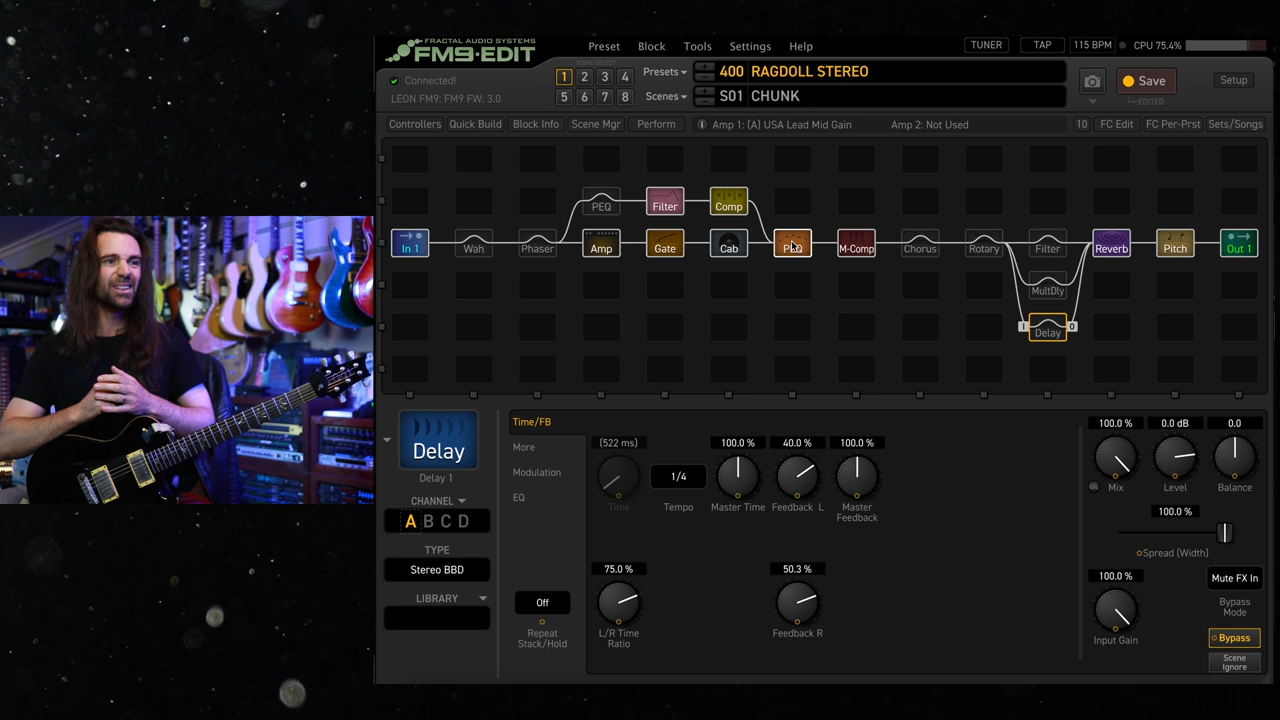 FRACTAL AUDIO SYSTEMS
FM9-EDIT
Preset Block Tools Settings Help
TUNER TAP 115 BPM CPU 75.4%
SCENE SELECT
1 2 3 4
5 6 7 8
Connected!
LEON FM9: FM9 FW: 3.0
Presets 400 RAGDOLL STEREO
Scenes S01 CHUNK
Save
EDITED
Setup
Controllers Quick Build Block Info Scene Mgr Perform Amp 1: (A) USA Lead Mid Gain Amp 2: Not Used 10 FC Edit FC Per-Prst Sets/Songs
PEQ Filter Comp
In 1 Wah Phaser Amp Gate Cab PEQ M-Comp Chorus Rotary Filter Reverb Pitch Out 1
MultDly
I Delay O
Delay
Delay 1
CHANNEL
A B C D
TYPE
Stereo BBD
LIBRARY
Time/FB
More
Modulation
EQ
(522 ms) 100.0 % 40.0 % 100.0 %
1/4
Time Tempo Master Time Feedback L Master Feedback
75.0 % 50.3 %
Off
Repeat Stack/Hold
L/R Time Ratio
Feedback R
100.0 % 0.0 dB 0.0
Mix Level Balance
100.0 %
Spread (Width)
100.0 %
Input Gain
Mute FX In
Bypass Mode
Bypass
Scene Ignore